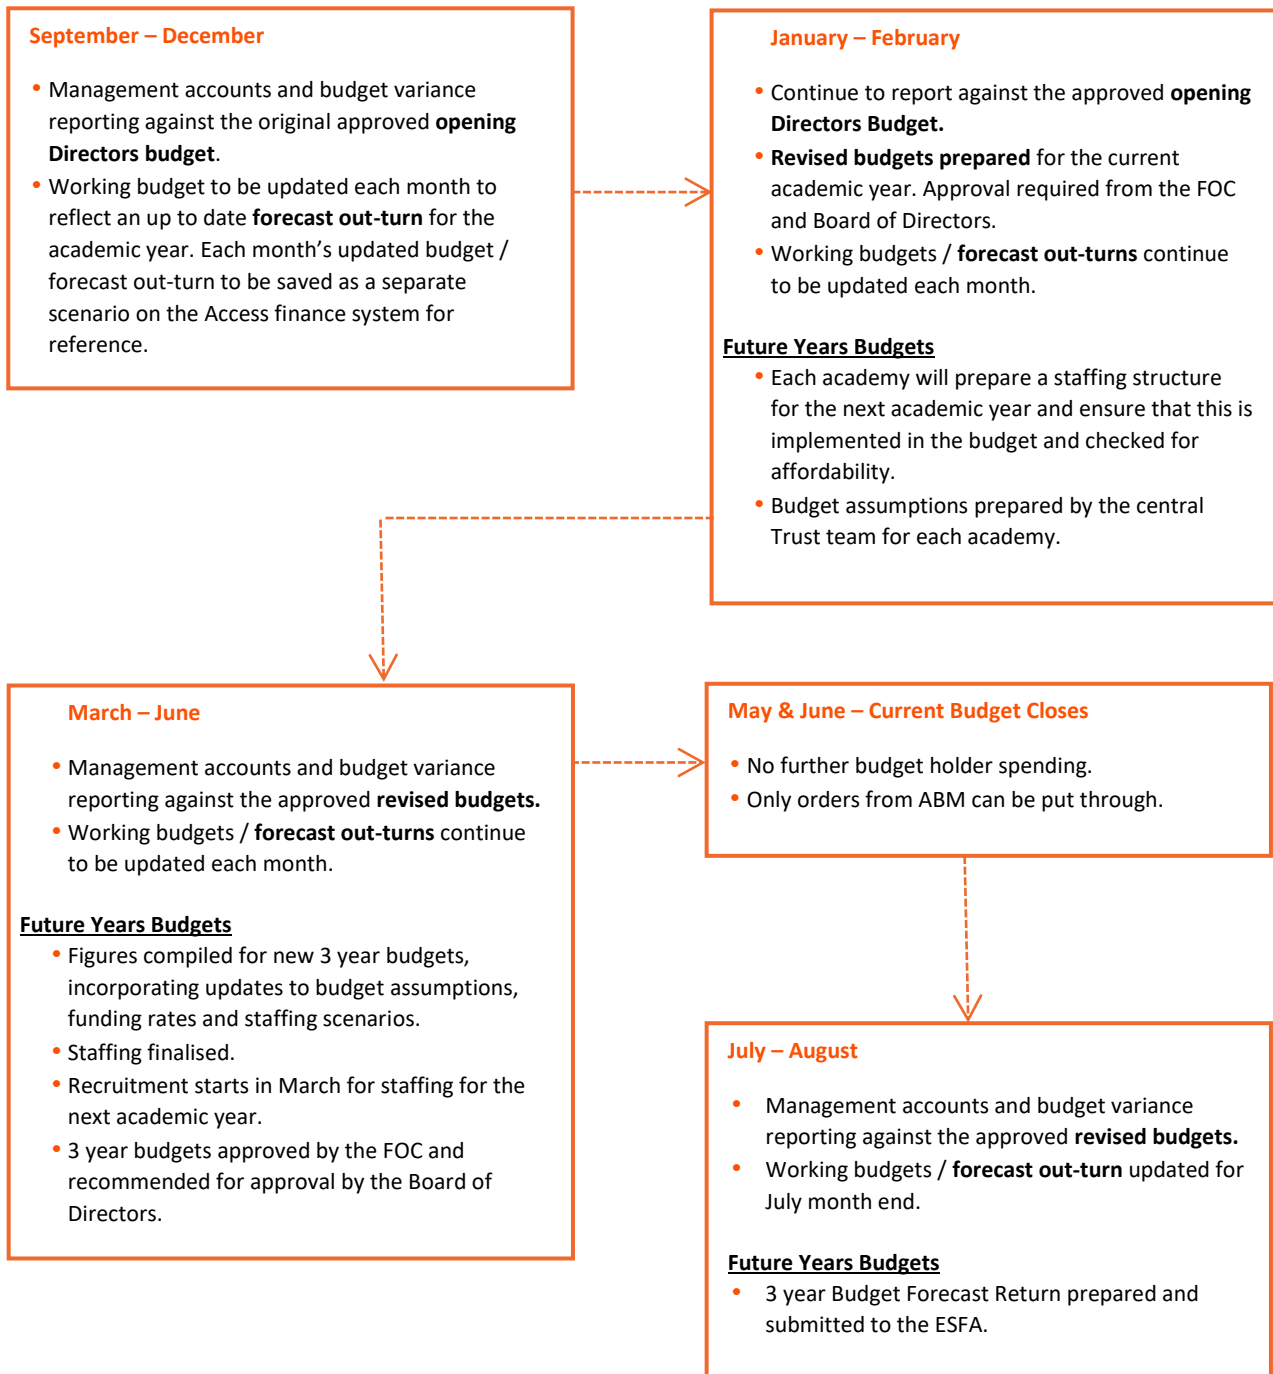 September – December
• Management accounts and budget variance
reporting against the original approved opening
Directors budget.
• Working budget to be updated each month to
reflect an up to date forecast out-turn for the
academic year. Each month’s updated budget /
forecast out-turn to be saved as a separate
scenario on the Access finance system for
reference.
January – February
• Continue to report against the approved opening
Directors Budget.
• Revised budgets prepared for the current
academic year. Approval required from the FOC
and Board of Directors.
• Working budgets / forecast out-turns continue
to be updated each month.
Future Years Budgets
• Each academy will prepare a staffing structure
for the next academic year and ensure that this is
implemented in the budget and checked for
affordability.
• Budget assumptions prepared by the central
Trust team for each academy.
March – June
• Management accounts and budget variance
reporting against the approved revised budgets.
• Working budgets / forecast out-turns continue
to be updated each month.
Future Years Budgets
• Figures compiled for new 3 year budgets,
incorporating updates to budget assumptions,
funding rates and staffing scenarios.
• Staffing finalised.
• Recruitment starts in March for staffing for the
next academic year.
• 3 year budgets approved by the FOC and
recommended for approval by the Board of
Directors.
May & June – Current Budget Closes
• No further budget holder spending.
• Only orders from ABM can be put through.
July – August
• Management accounts and budget variance
reporting against the approved revised budgets.
• Working budgets / forecast out-turn updated for
July month end.
Future Years Budgets
• 3 year Budget Forecast Return prepared and
submitted to the ESFA.